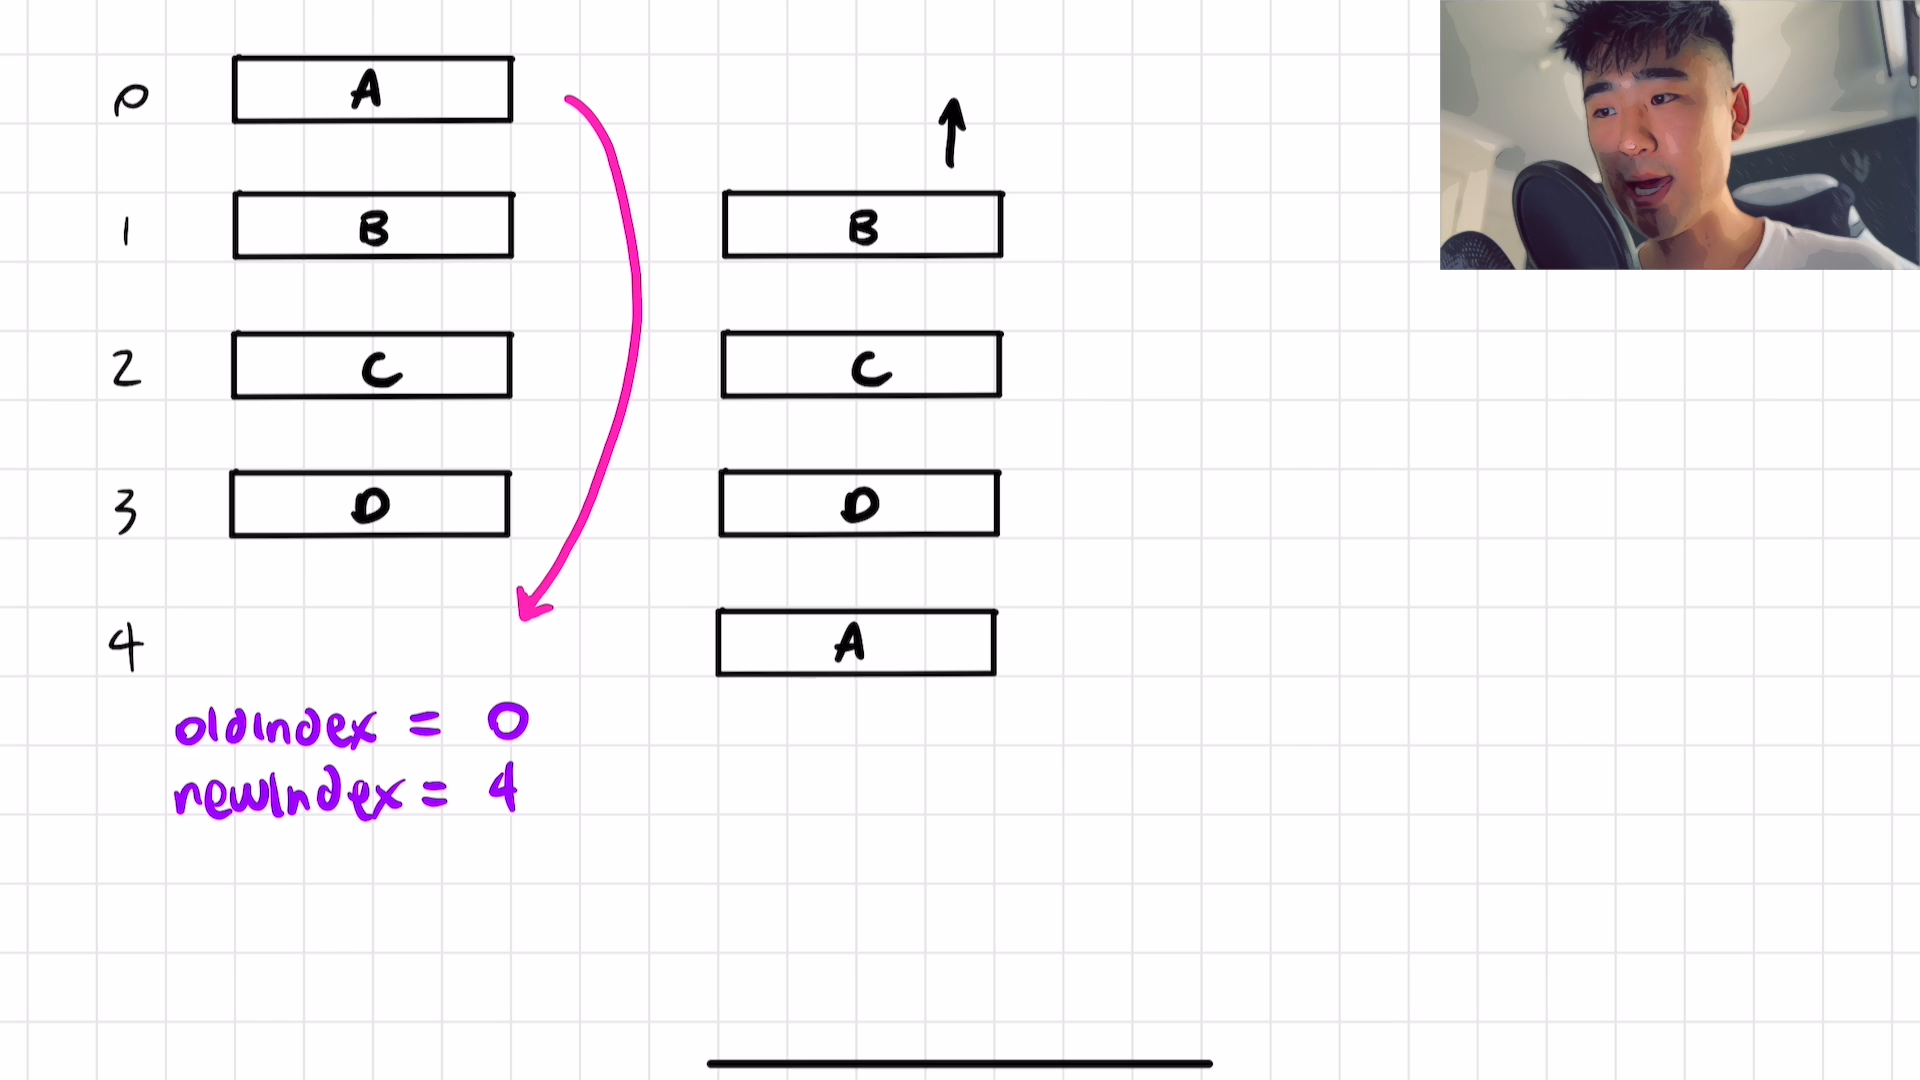 0 A
1 B B
2 C C
3 D D
4 A
oldIndex = 0
newIndex = 4